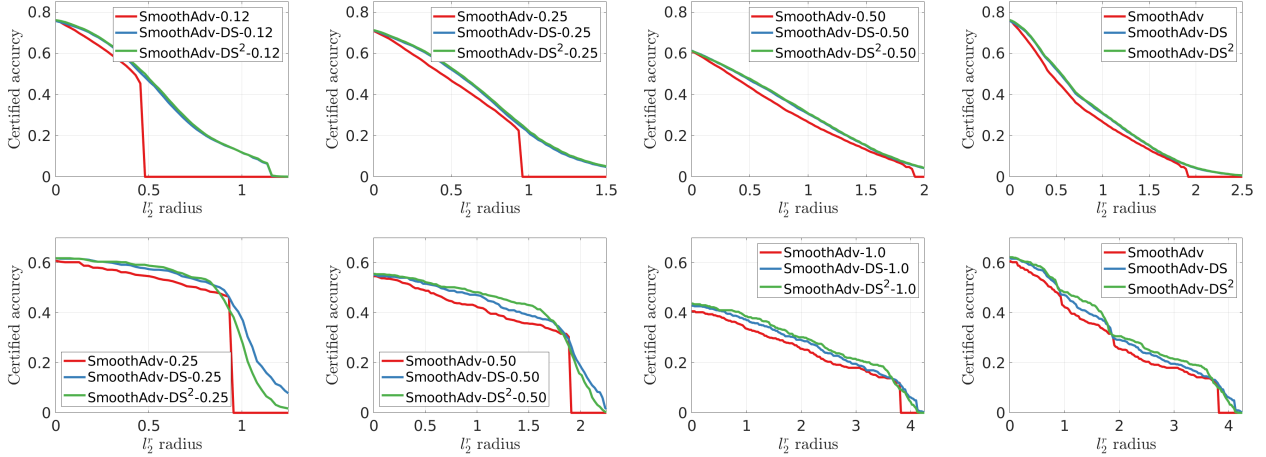 Certified accurcy
0.8
0.6
0.4
0.2
0
SmoothAdv-0.12
SmoothAdv-DS-0.12
SmoothAdv-DS²-0.12
0
0.5
1
l₂ʳ radius
Certified accurcy
0.8
0.6
0.4
0.2
0
SmoothAdv-0.25
SmoothAdv-DS-0.25
SmoothAdv-DS²-0.25
0
0.5
1
1.5
l₂ʳ radius
Certified accurcy
0.8
0.6
0.4
0.2
0
SmoothAdv-0.50
SmoothAdv-DS-0.50
SmoothAdv-DS²-0.50
0
0.5
1
1.5
2
l₂ʳ radius
Certified accurcy
0.8
0.6
0.4
0.2
0
SmoothAdv
SmoothAdv-DS
SmoothAdv-DS²
0
0.5
1
1.5
2
2.5
l₂ʳ radius
Certified accurcy
0.6
0.4
0.2
0
SmoothAdv-0.25
SmoothAdv-DS-0.25
SmoothAdv-DS²-0.25
0
0.5
1
l₂ʳ radius
Certified accurcy
0.6
0.4
0.2
0
SmoothAdv-0.50
SmoothAdv-DS-0.50
SmoothAdv-DS²-0.50
0
0.5
1
1.5
2
l₂ʳ radius
Certified accurcy
0.6
0.4
0.2
0
SmoothAdv-1.0
SmoothAdv-DS-1.0
SmoothAdv-DS²-1.0
0
1
2
3
4
l₂ʳ radius
Certified accurcy
0.6
0.4
0.2
0
SmoothAdv
SmoothAdv-DS
SmoothAdv-DS²
0
1
2
3
4
l₂ʳ radius